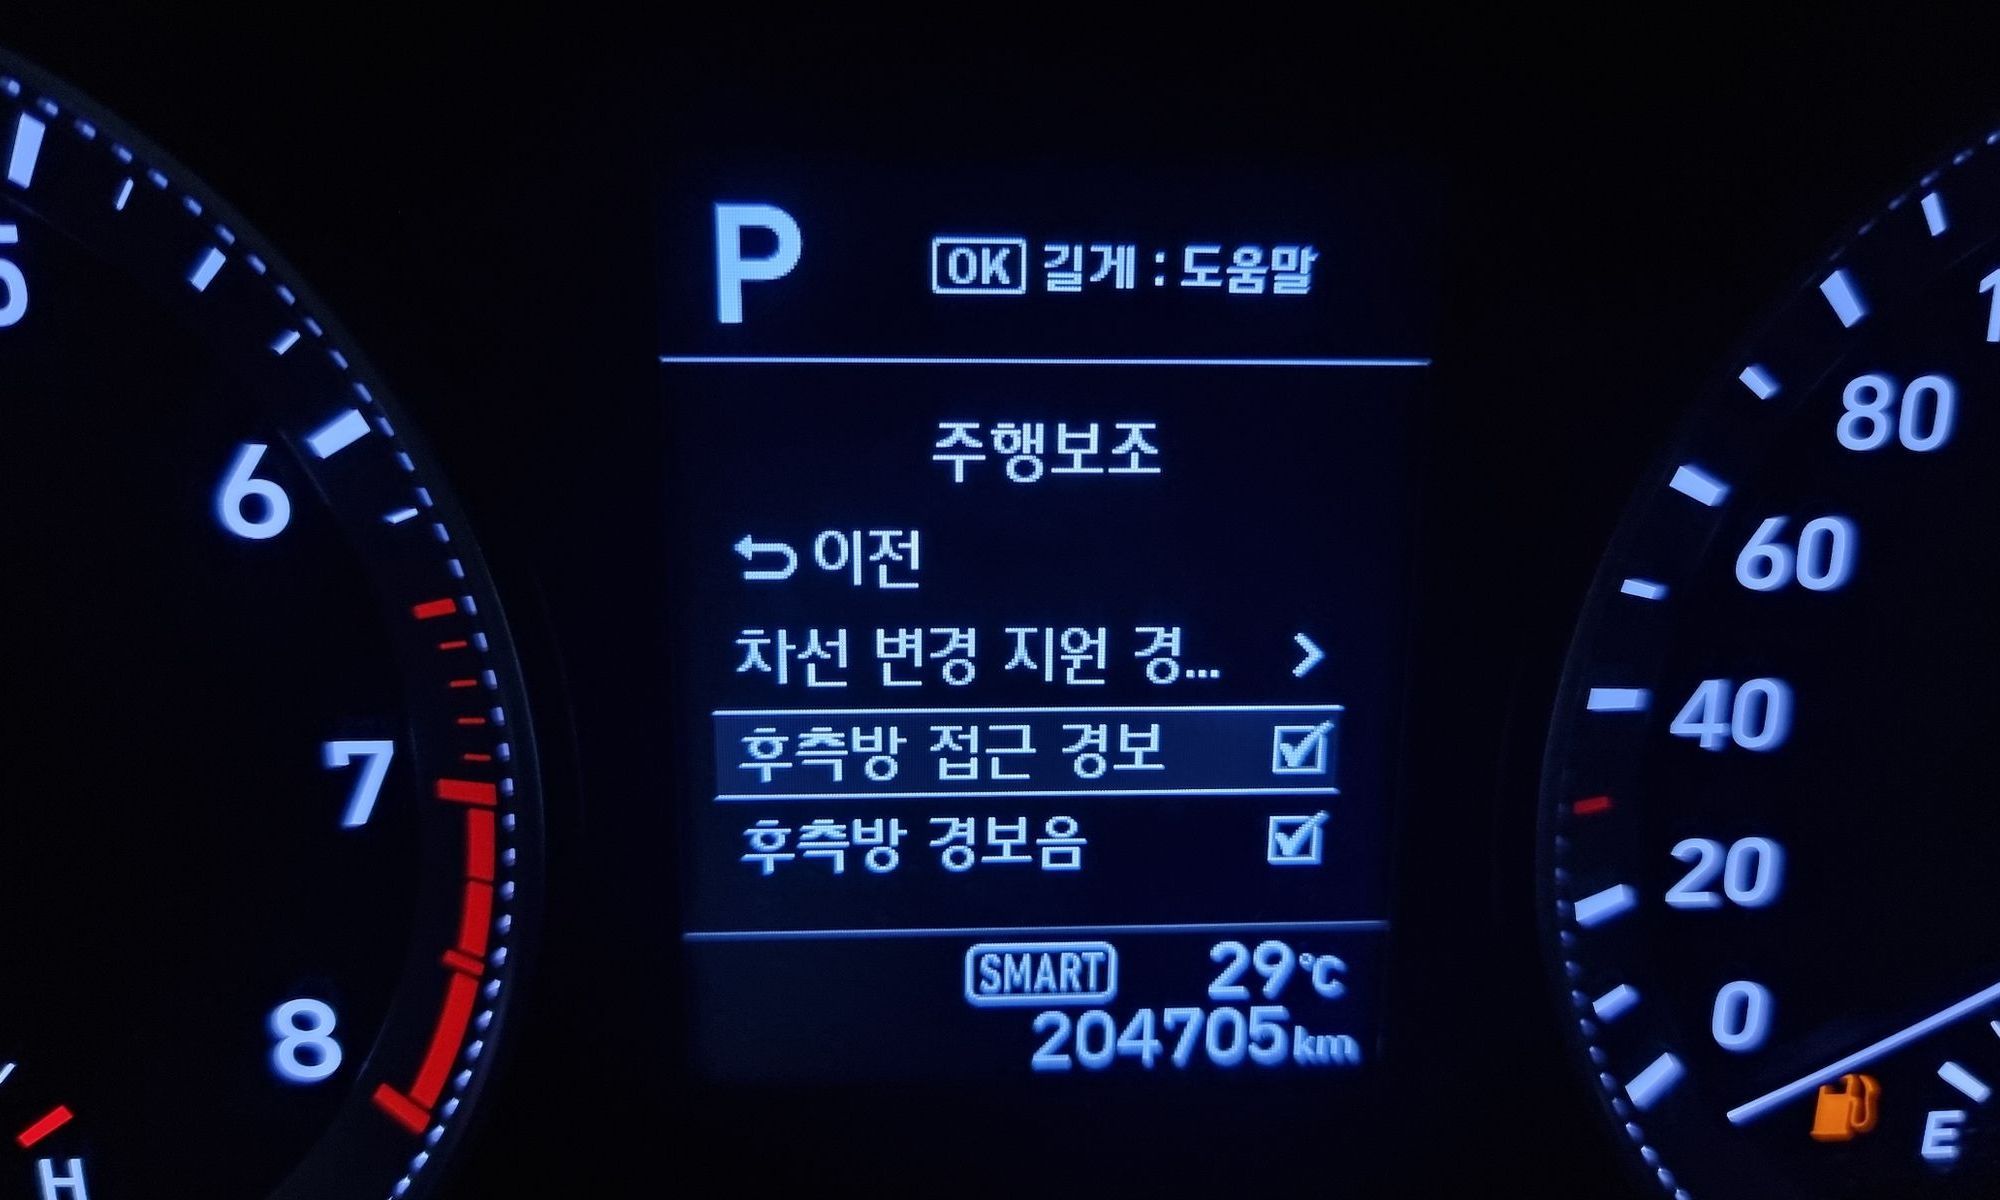 P
OK 길게 : 도움말
주행보조
이전
차선 변경 지원 경...
후측방 접근 경보
후측방 경보음
SMART 29°C
204705km
5
6
7
8
H
80
60
40
20
0
E